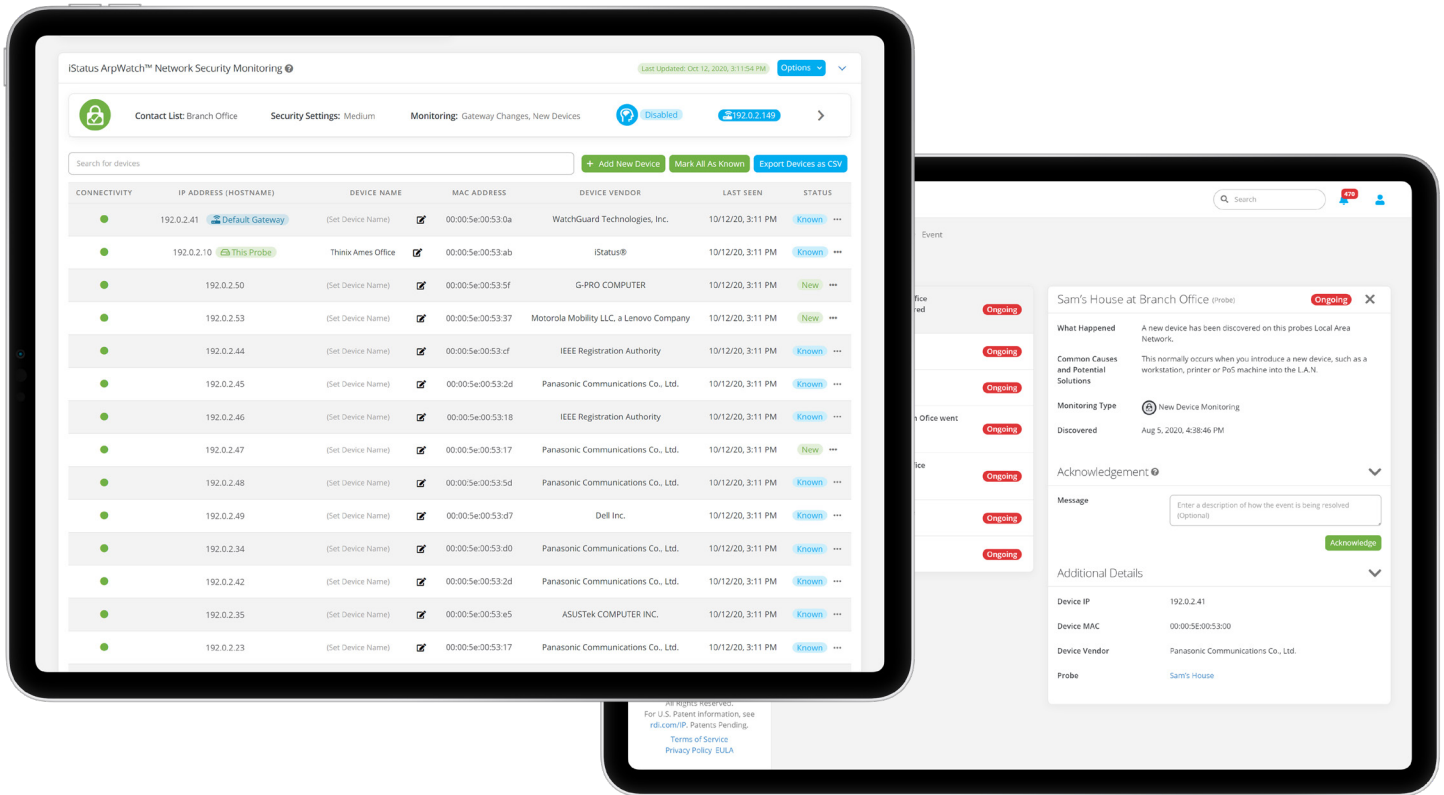 iStatus ArpWatch™ Network Security Monitoring
Last Updated: Oct 12, 2020, 3:11:54 PM
Options
Contact List: Branch Office Security Settings: Medium Monitoring: Gateway Changes, New Devices Disabled 192.0.2.149
Search for devices
+ Add New Device Mark All As Known Export Devices as CSV
CONNECTIVITY IP ADDRESS (HOSTNAME) DEVICE NAME MAC ADDRESS DEVICE VENDOR LAST SEEN STATUS
192.0.2.41 Default Gateway (Set Device Name) 00:00:5e:00:53:0a WatchGuard Technologies, Inc. 10/12/20, 3:11 PM Known ···
192.0.2.10 This Probe Thinix Ames Office 00:00:5e:00:53:ab iStatus® 10/12/20, 3:11 PM Known ···
192.0.2.50 (Set Device Name) 00:00:5e:00:53:5f G-PRO COMPUTER 10/12/20, 3:11 PM New ···
192.0.2.53 (Set Device Name) 00:00:5e:00:53:37 Motorola Mobility LLC, a Lenovo Company 10/12/20, 3:11 PM New ···
192.0.2.44 (Set Device Name) 00:00:5e:00:53:cf IEEE Registration Authority 10/12/20, 3:11 PM Known ···
192.0.2.45 (Set Device Name) 00:00:5e:00:53:2d Panasonic Communications Co., Ltd. 10/12/20, 3:11 PM Known ···
192.0.2.46 (Set Device Name) 00:00:5e:00:53:18 IEEE Registration Authority 10/12/20, 3:11 PM Known ···
192.0.2.47 (Set Device Name) 00:00:5e:00:53:17 Panasonic Communications Co., Ltd. 10/12/20, 3:11 PM New ···
192.0.2.48 (Set Device Name) 00:00:5e:00:53:5d Panasonic Communications Co., Ltd. 10/12/20, 3:11 PM Known ···
192.0.2.49 (Set Device Name) 00:00:5e:00:53:d7 Dell Inc. 10/12/20, 3:11 PM Known ···
192.0.2.34 (Set Device Name) 00:00:5e:00:53:d0 Panasonic Communications Co., Ltd. 10/12/20, 3:11 PM Known ···
192.0.2.42 (Set Device Name) 00:00:5e:00:53:2d Panasonic Communications Co., Ltd. 10/12/20, 3:11 PM Known ···
192.0.2.35 (Set Device Name) 00:00:5e:00:53:e5 ASUSTek COMPUTER INC. 10/12/20, 3:11 PM Known ···
192.0.2.23 (Set Device Name) 00:00:5e:00:53:17 Panasonic Communications Co., Ltd. 10/12/20, 3:11 PM Known ···
Search
470
Event
fice
red
Ongoing
Ongoing
Ongoing
h Ofice went
Ongoing
fice
Ongoing
Ongoing
Ongoing
Sam's House at Branch Office (Probe) Ongoing
What Happened A new device has been discovered on this probes Local Area
Network.
Common Causes This normally occurs when you introduce a new device, such as a
and Potential workstation, printer or PoS machine into the L.A.N.
Solutions
Monitoring Type New Device Monitoring
Discovered Aug 5, 2020, 4:38:46 PM
Acknowledgement
Message Enter a description of how the event is being resolved
(Optional)
Acknowledge
Additional Details
Device IP 192.0.2.41
Device MAC 00:00:5E:00:53:00
Device Vendor Panasonic Communications Co., Ltd.
Probe Sam's House
All Rights Reserved.
For U.S. Patent information, see
rdi.com/IP. Patents Pending.
Terms of Service
Privacy Policy EULA